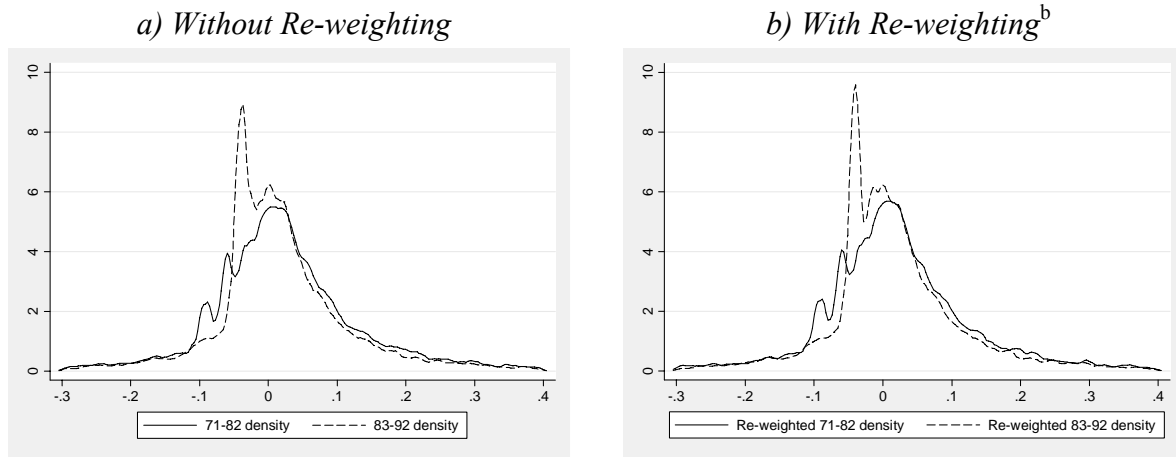 a) Without Re-weighting
10
8
6
4
2
0
-.3 -.2 -.1 0 .1 .2 .3 .4
71-82 density 83-92 density
b) With Re-weighting^b
10
8
6
4
2
0
-.3 -.2 -.1 0 .1 .2 .3 .4
Re-weighted 71-82 density Re-weighted 83-92 density